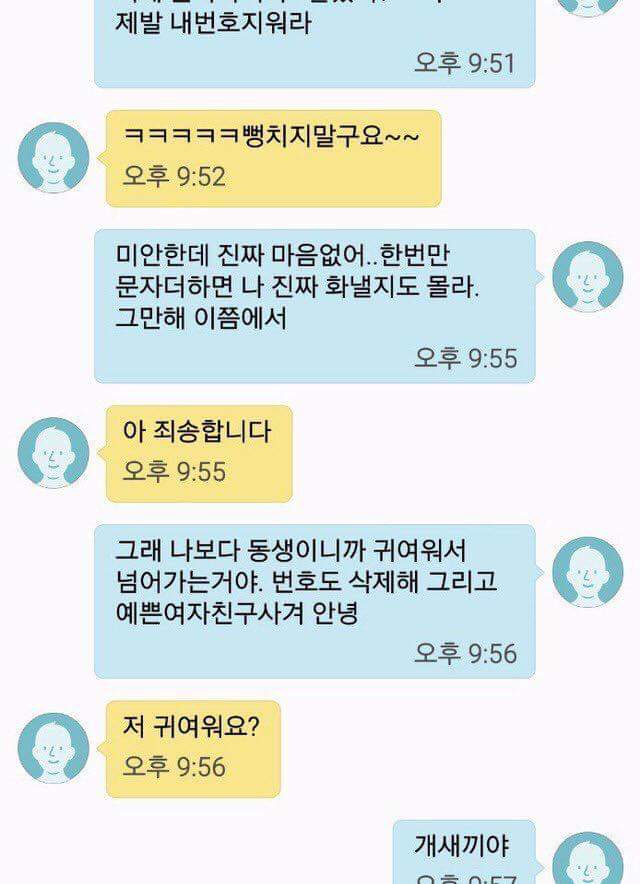 제발 내번호지워라
오후 9:51
ㅋㅋㅋㅋㅋ뻥치지말구요~~
오후 9:52
미안한데 진짜 마음없어..한번만
문자더하면 나 진짜 화낼지도 몰라.
그만해 이쯤에서
오후 9:55
아 죄송합니다
오후 9:55
그래 나보다 동생이니까 귀여워서
넘어가는거야. 번호도 삭제해 그리고
예쁜여자친구사겨 안녕
오후 9:56
저 귀여워요?
오후 9:56
개새끼야
오후 9:57